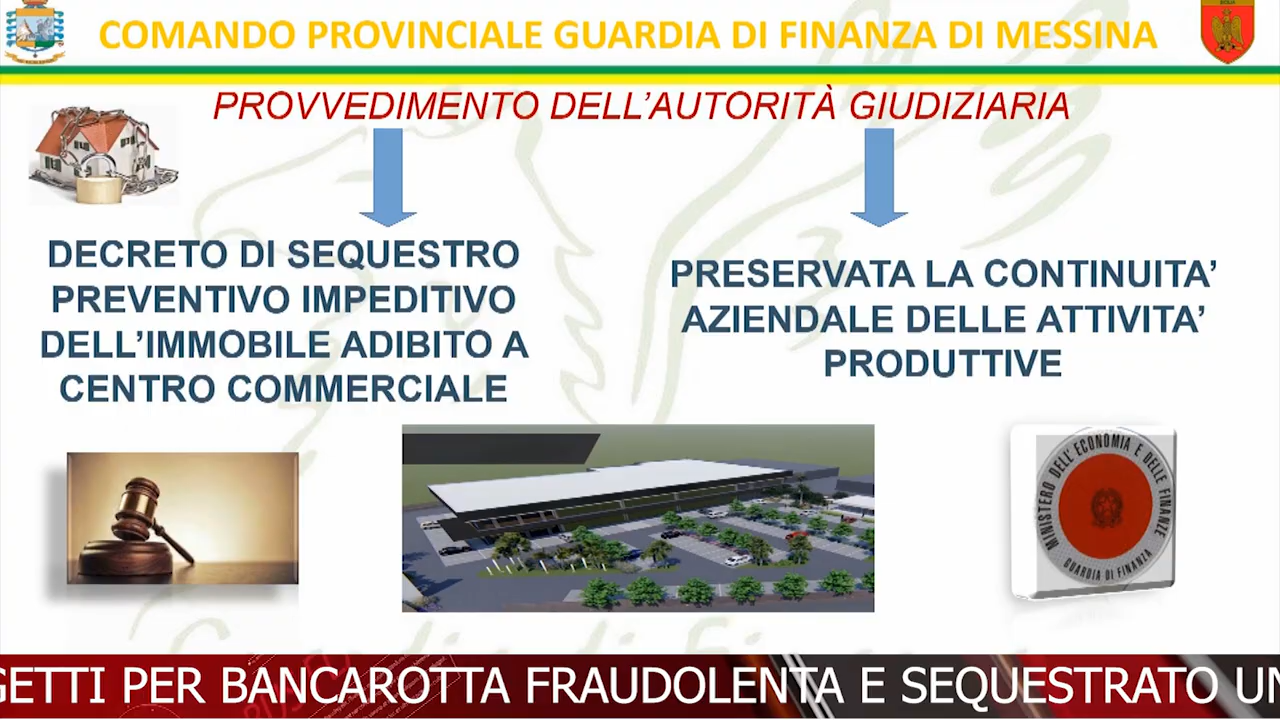 COMANDO PROVINCIALE GUARDIA DI FINANZA DI MESSINA
PROVVEDIMENTO DELL'AUTORITÀ GIUDIZIARIA
DECRETO DI SEQUESTRO
PREVENTIVO IMPEDITIVO
DELL'IMMOBILE ADIBITO A
CENTRO COMMERCIALE
PRESERVATA LA CONTINUITA'
AZIENDALE DELLE ATTIVITA'
PRODUTTIVE
MINISTERO DELL'ECONOMIA E DELLE FINANZE
GUARDIA DI FINANZA
GETTI PER BANCAROTTA FRAUDOLENTA E SEQUESTRATO UN